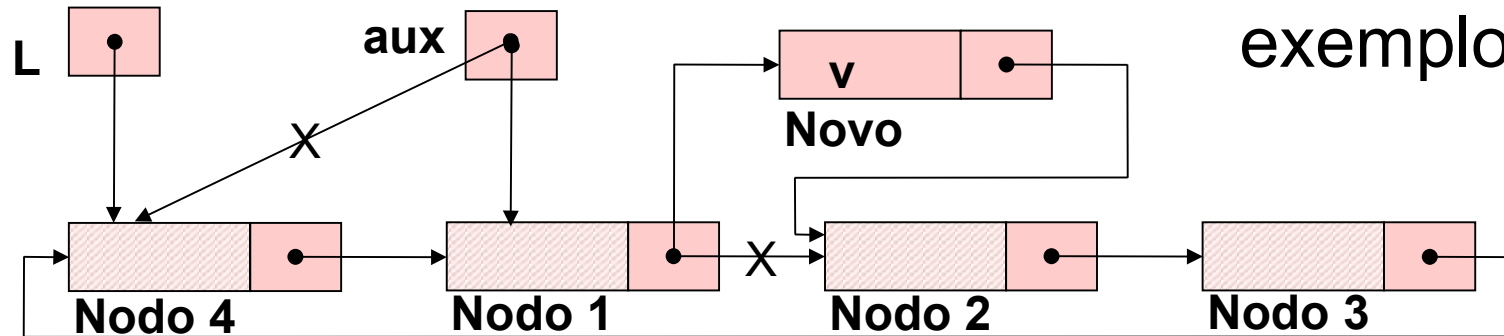 L
aux
exemplo
v
Novo
X
X
Nodo 4
Nodo 1
Nodo 2
Nodo 3